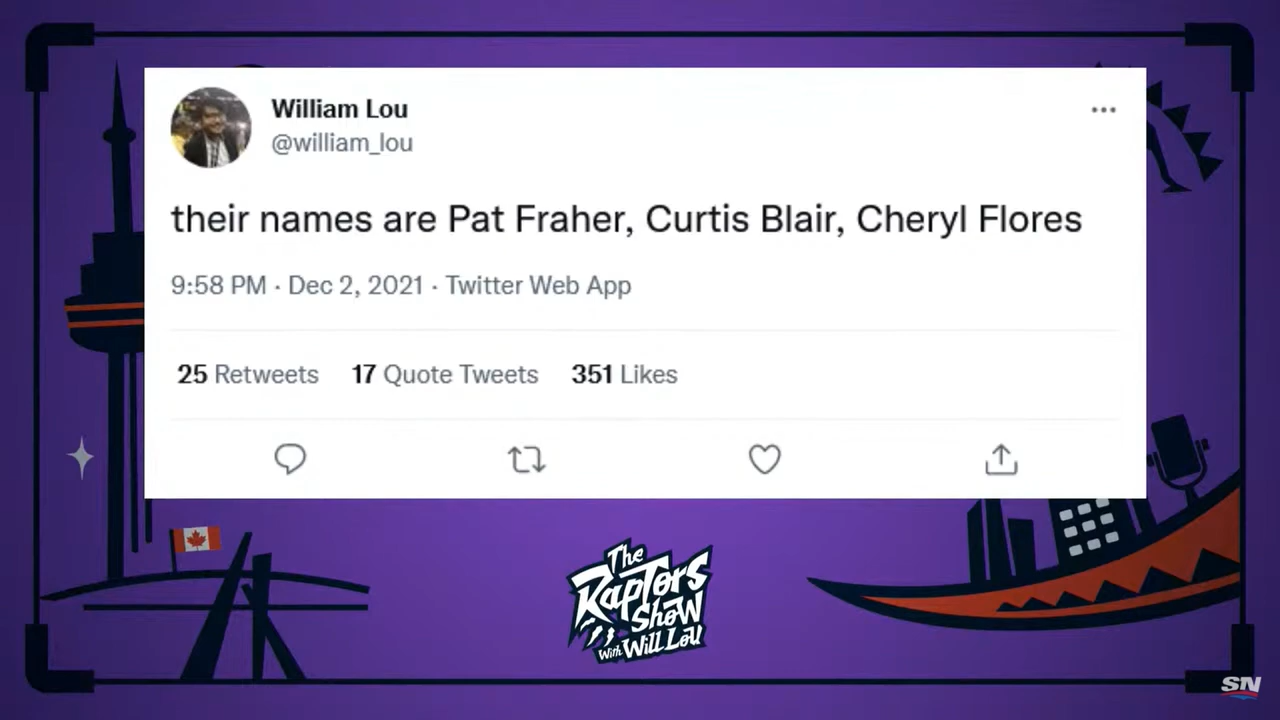 William Lou
@william_lou
their names are Pat Fraher, Curtis Blair, Cheryl Flores
9:58 PM · Dec 2, 2021 · Twitter Web App
25 Retweets 17 Quote Tweets 351 Likes
The
Raptors
Show
With Will Lou
SN